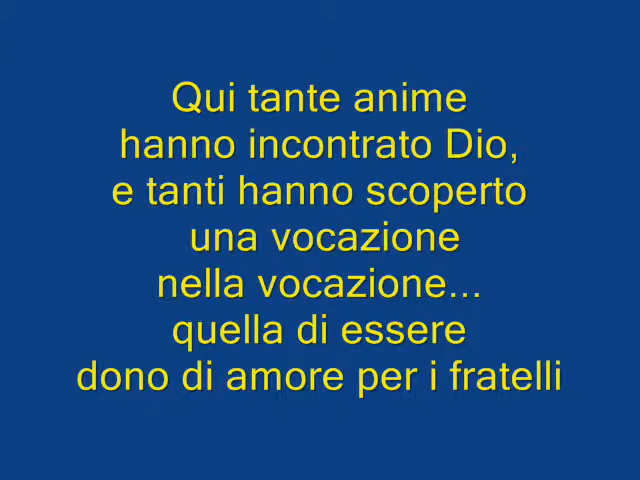 Qui tante anime
hanno incontrato Dio,
e tanti hanno scoperto
una vocazione
nella vocazione...
quella di essere
dono di amore per i fratelli